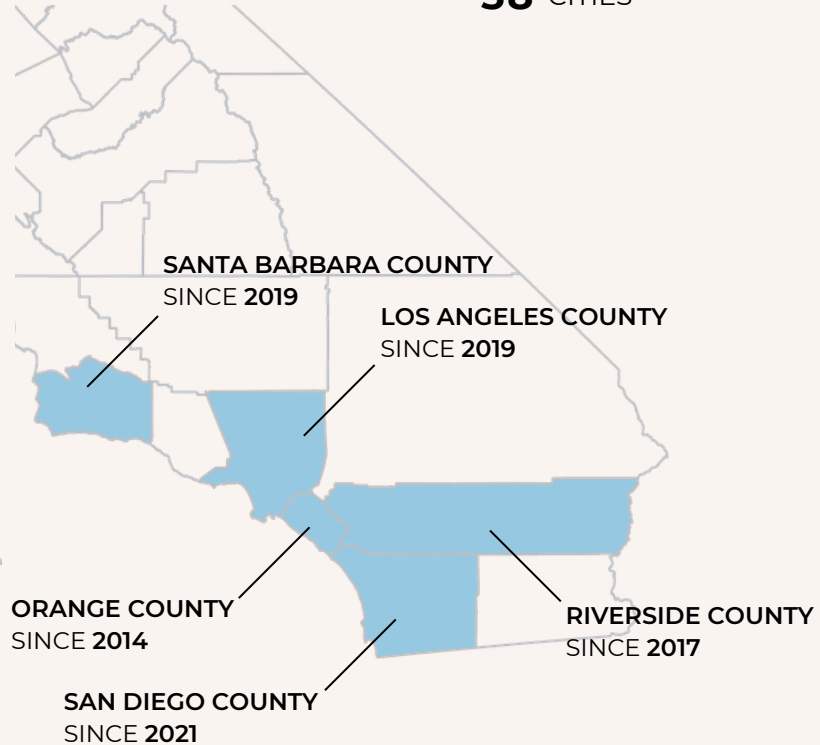 CITIES
SANTA BARBARA COUNTY
SINCE 2019
LOS ANGELES COUNTY
SINCE 2019
ORANGE COUNTY
SINCE 2014
RIVERSIDE COUNTY
SINCE 2017
SAN DIEGO COUNTY
SINCE 2021